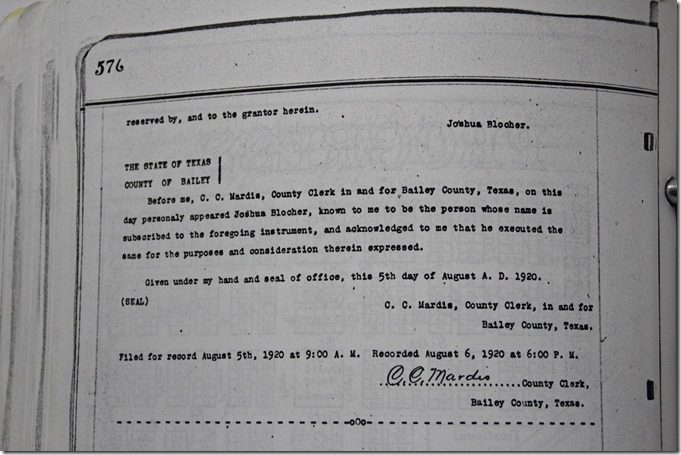 576
reserved by, and to the grantor herein.
Joshua Blocher.
THE STATE OF TEXAS
COUNTY OF BAILEY
Before me, C. C. Mardis, County Clerk in and for Bailey County, Texas, on this
day personaly appeared Joshua Blocher, known to me to be the person whose name is
subscribed to the foregoing instrument, and acknowledged to me that he executed the
same for the purposes and consideration therein expressed.
Given under my hand and seal of office, this 5th day of August A. D. 1920.
(SEAL)
C. C. Mardis, County Clerk, in and for
Bailey County, Texas.
Filed for record August 5th, 1920 at 9:00 A. M. Recorded August 6, 1920 at 6:00 P. M.
C. C. Mardis County Clerk,
Bailey County, Texas.
-oOo-